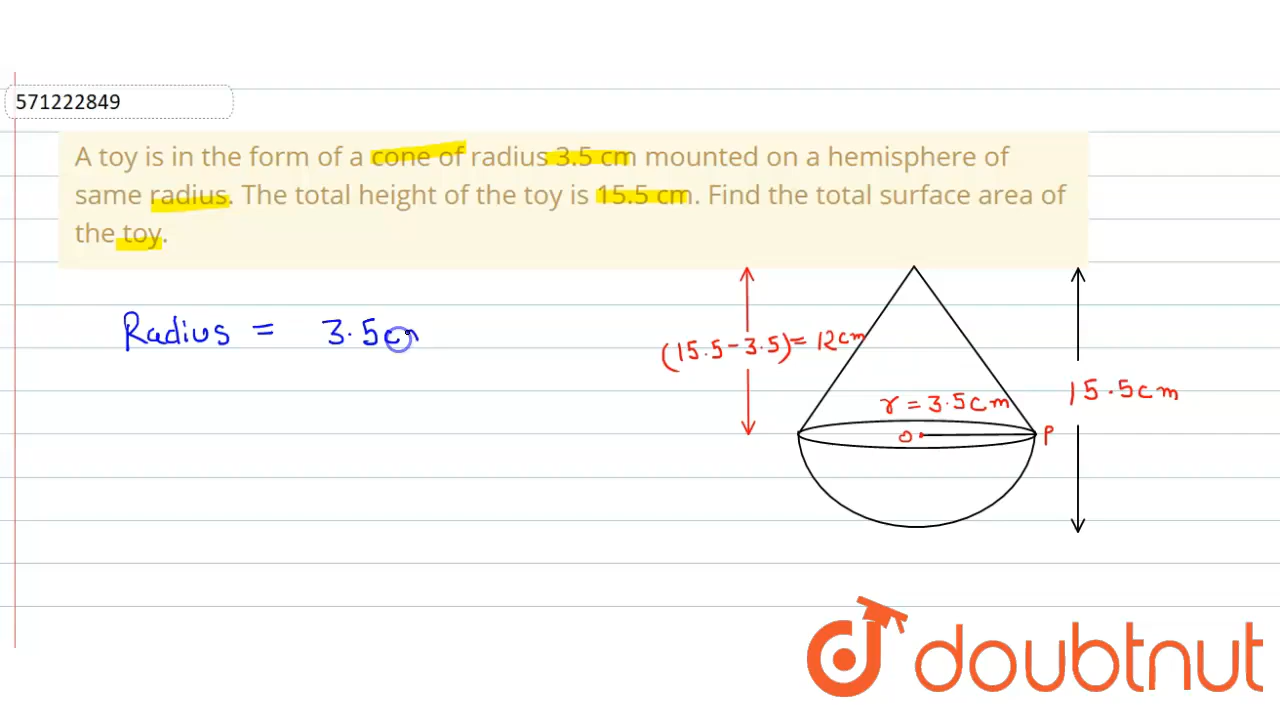 571222849
A toy is in the form of a cone of radius 3.5 cm mounted on a hemisphere of
same radius. The total height of the toy is 15.5 cm. Find the total surface area of
the toy.
Radius = 3.5cm
(15.5-3.5)= 12cm
r = 3.5cm
O
P
15.5cm
doubtnut